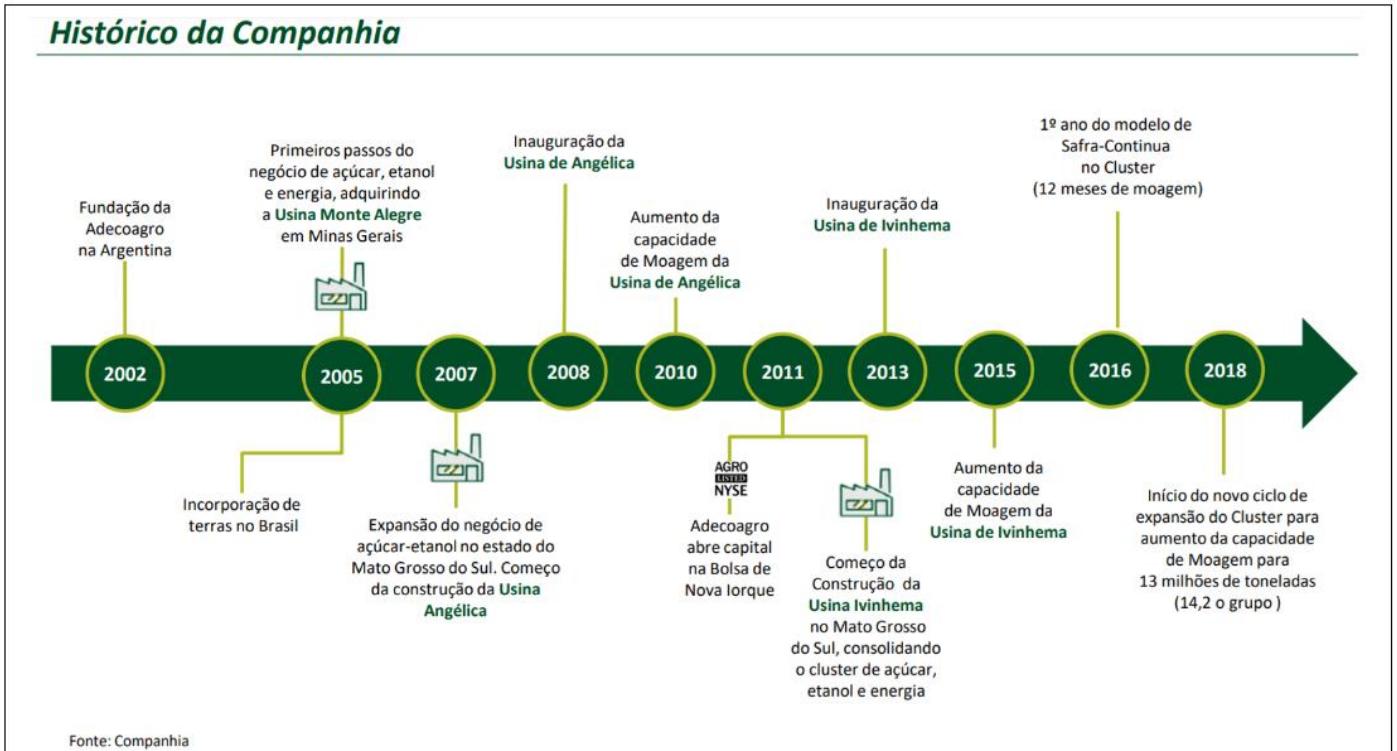 Histórico da Companhia
Fundação da
Adecoagro
na Argentina
Primeiros passos do
negócio de açúcar, etanol
e energia, adquirindo
a Usina Monte Alegre
em Minas Gerais
Inauguração da
Usina de Angélica
Aumento da
capacidade
de Moagem da
Usina de Angélica
Inauguração da
Usina de Ivinhema
1º ano do modelo de
Safra-Continua
no Cluster
(12 meses de moagem)
2002
2005
2007
2008
2010
2011
2013
2015
2016
2018
Incorporação de
terras no Brasil
Expansão do negócio de
açúcar-etanol no estado do
Mato Grosso do Sul. Começo
da construção da Usina
Angélica
AGRO
LISTED
NYSE
Adecoagro
abre capital
na Bolsa de
Nova Iorque
Começo da
Construção da
Usina Ivinhema
no Mato Grosso
do Sul, consolidando
o cluster de açúcar,
etanol e energia
Aumento da
capacidade
de Moagem da
Usina de Ivinhema
Início do novo ciclo de
expansão do Cluster para
aumento da capacidade
de Moagem para
13 milhões de toneladas
(14,2 o grupo )
Fonte: Companhia